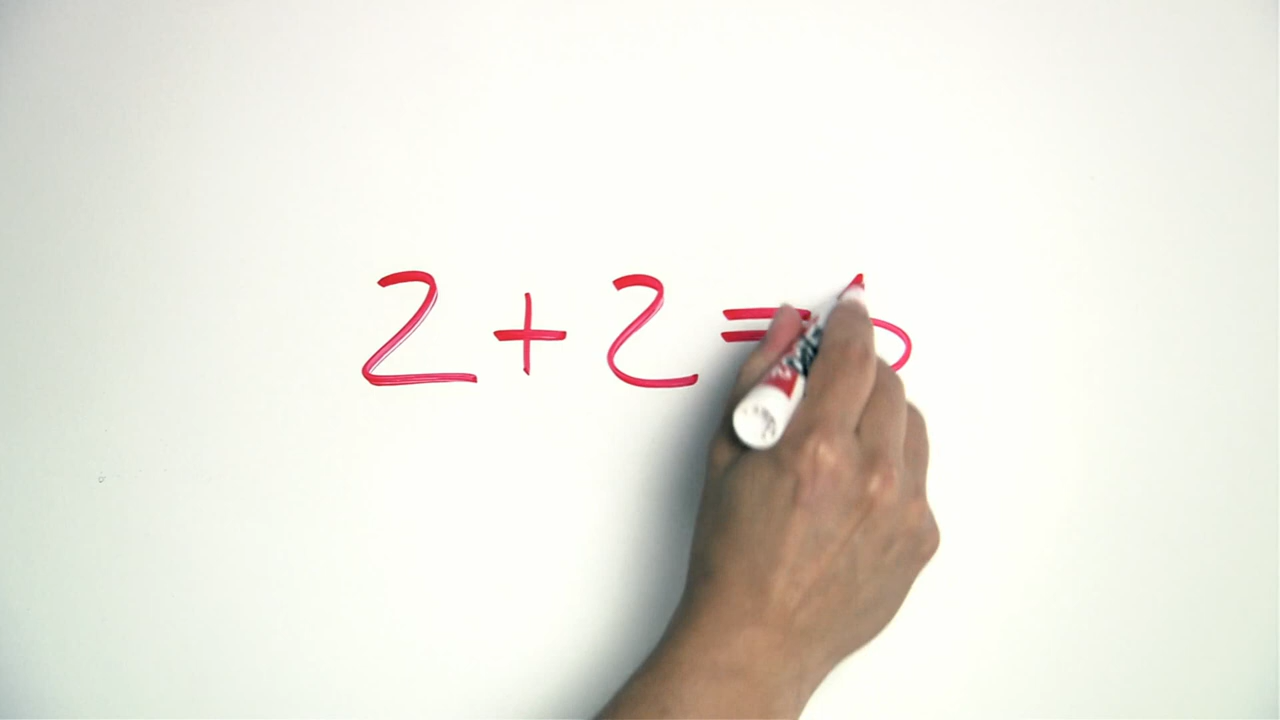 2 + 2 =